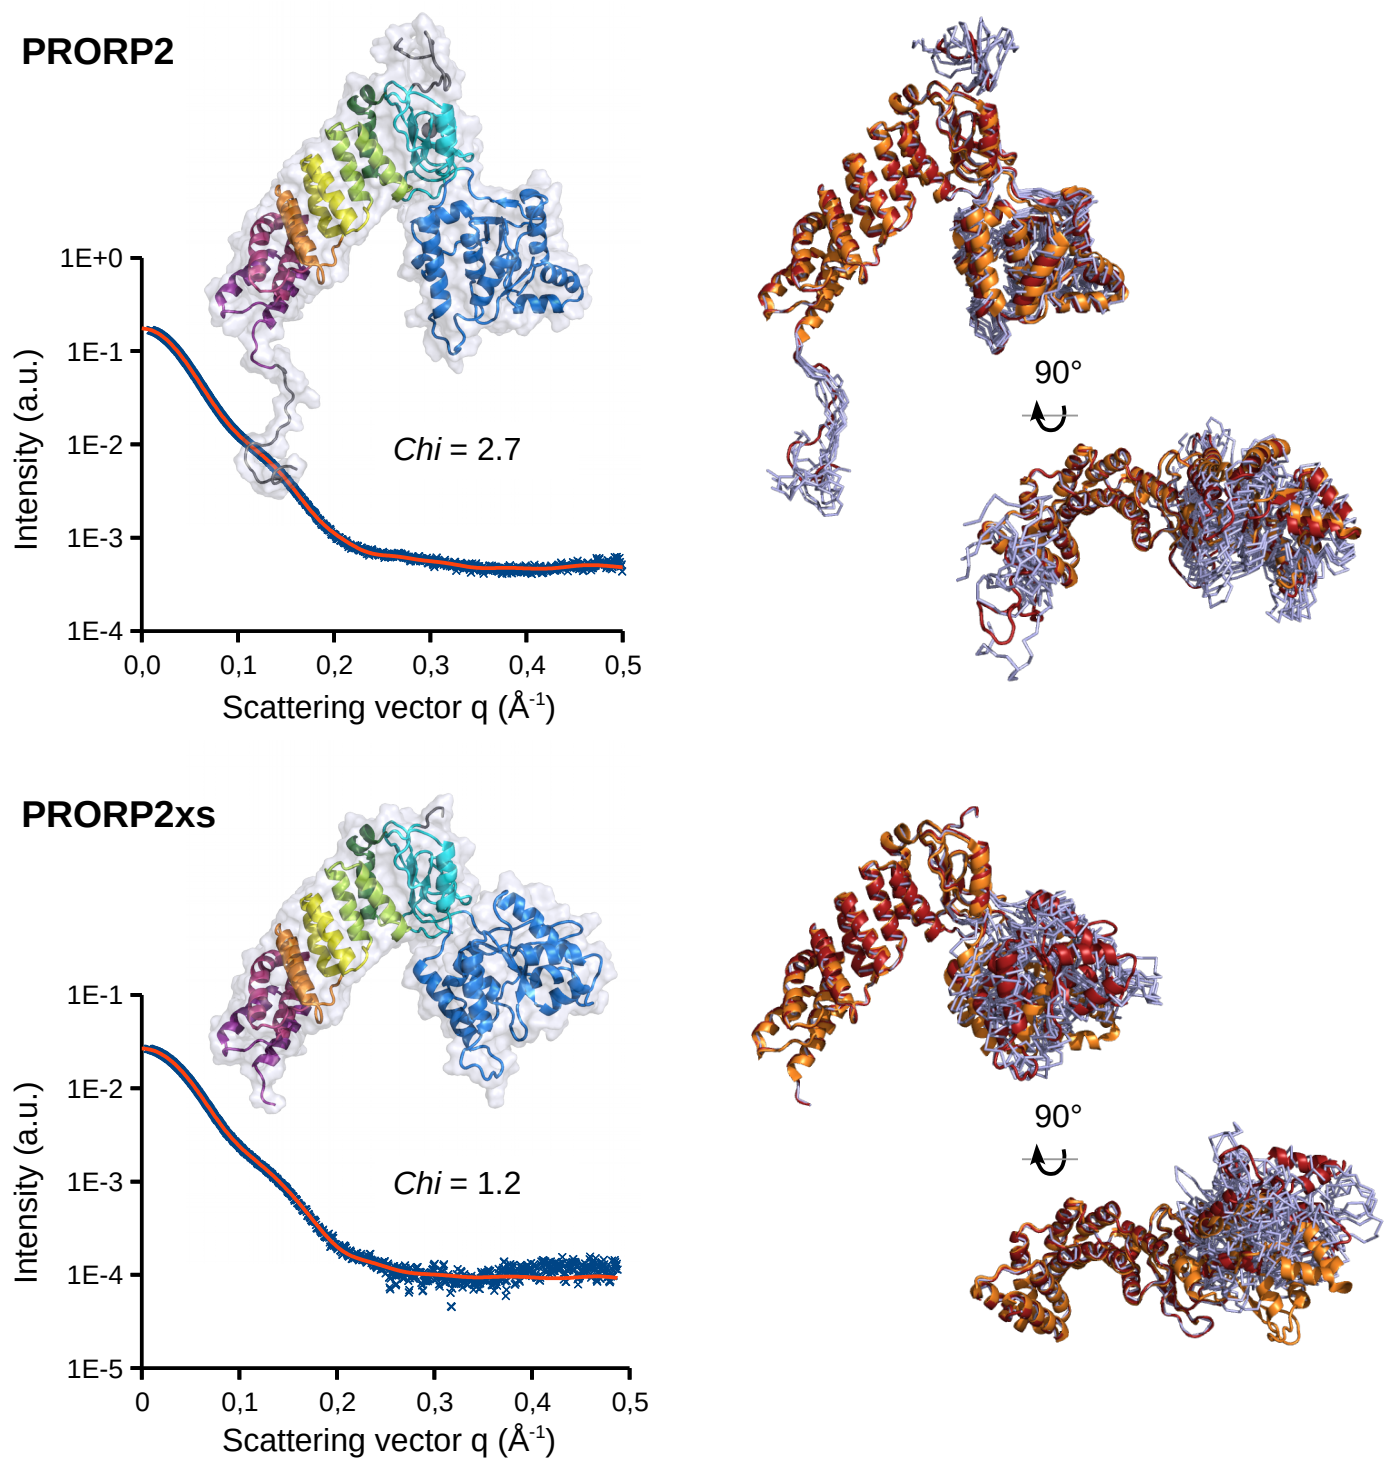 PRORP2
1E+0
1E-1
1E-2
1E-3
1E-4
Intensity (a.u.)
Chi = 2.7
0,0 0,1 0,2 0,3 0,4 0,5
Scattering vector q (Å-1)
90°
PRORP2xs
1E-1
1E-2
1E-3
1E-4
1E-5
Intensity (a.u.)
Chi = 1.2
0 0,1 0,2 0,3 0,4 0,5
Scattering vector q (Å-1)
90°